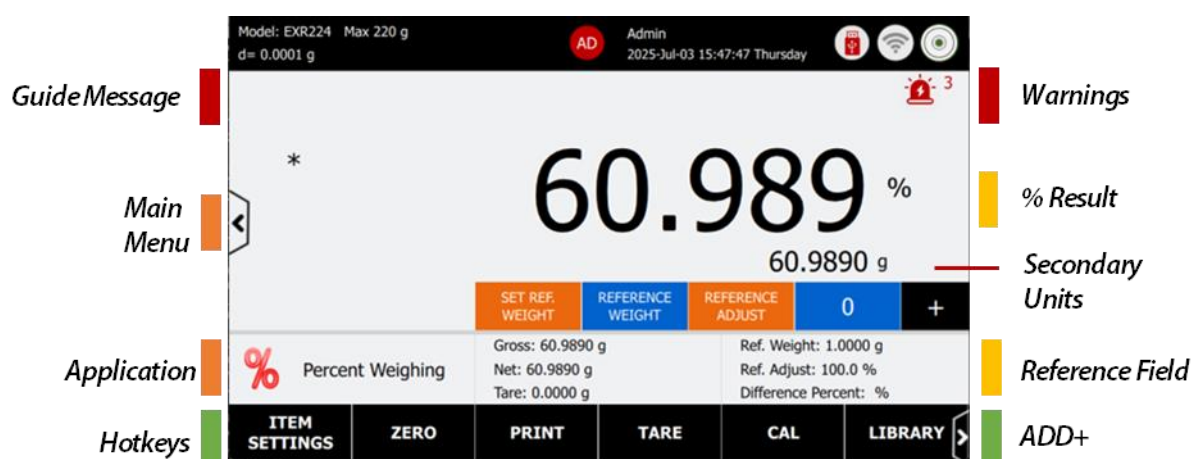 Model: EXR224 Max 220 g
d= 0.0001 g
AD
Admin
2025-Jul-03 15:47:47 Thursday
Guide Message
3
Warnings
*
60.989 %
% Result
Main
Menu
60.9890 g
Secondary
Units
SET REF.
WEIGHT
REFERENCE
WEIGHT
REFERENCE
ADJUST
0
+
Application
% Percent Weighing
Gross: 60.9890 g
Net: 60.9890 g
Tare: 0.0000 g
Ref. Weight: 1.0000 g
Ref. Adjust: 100.0 %
Difference Percent: %
Reference Field
Hotkeys
ITEM
SETTINGS
ZERO
PRINT
TARE
CAL
LIBRARY
ADD+